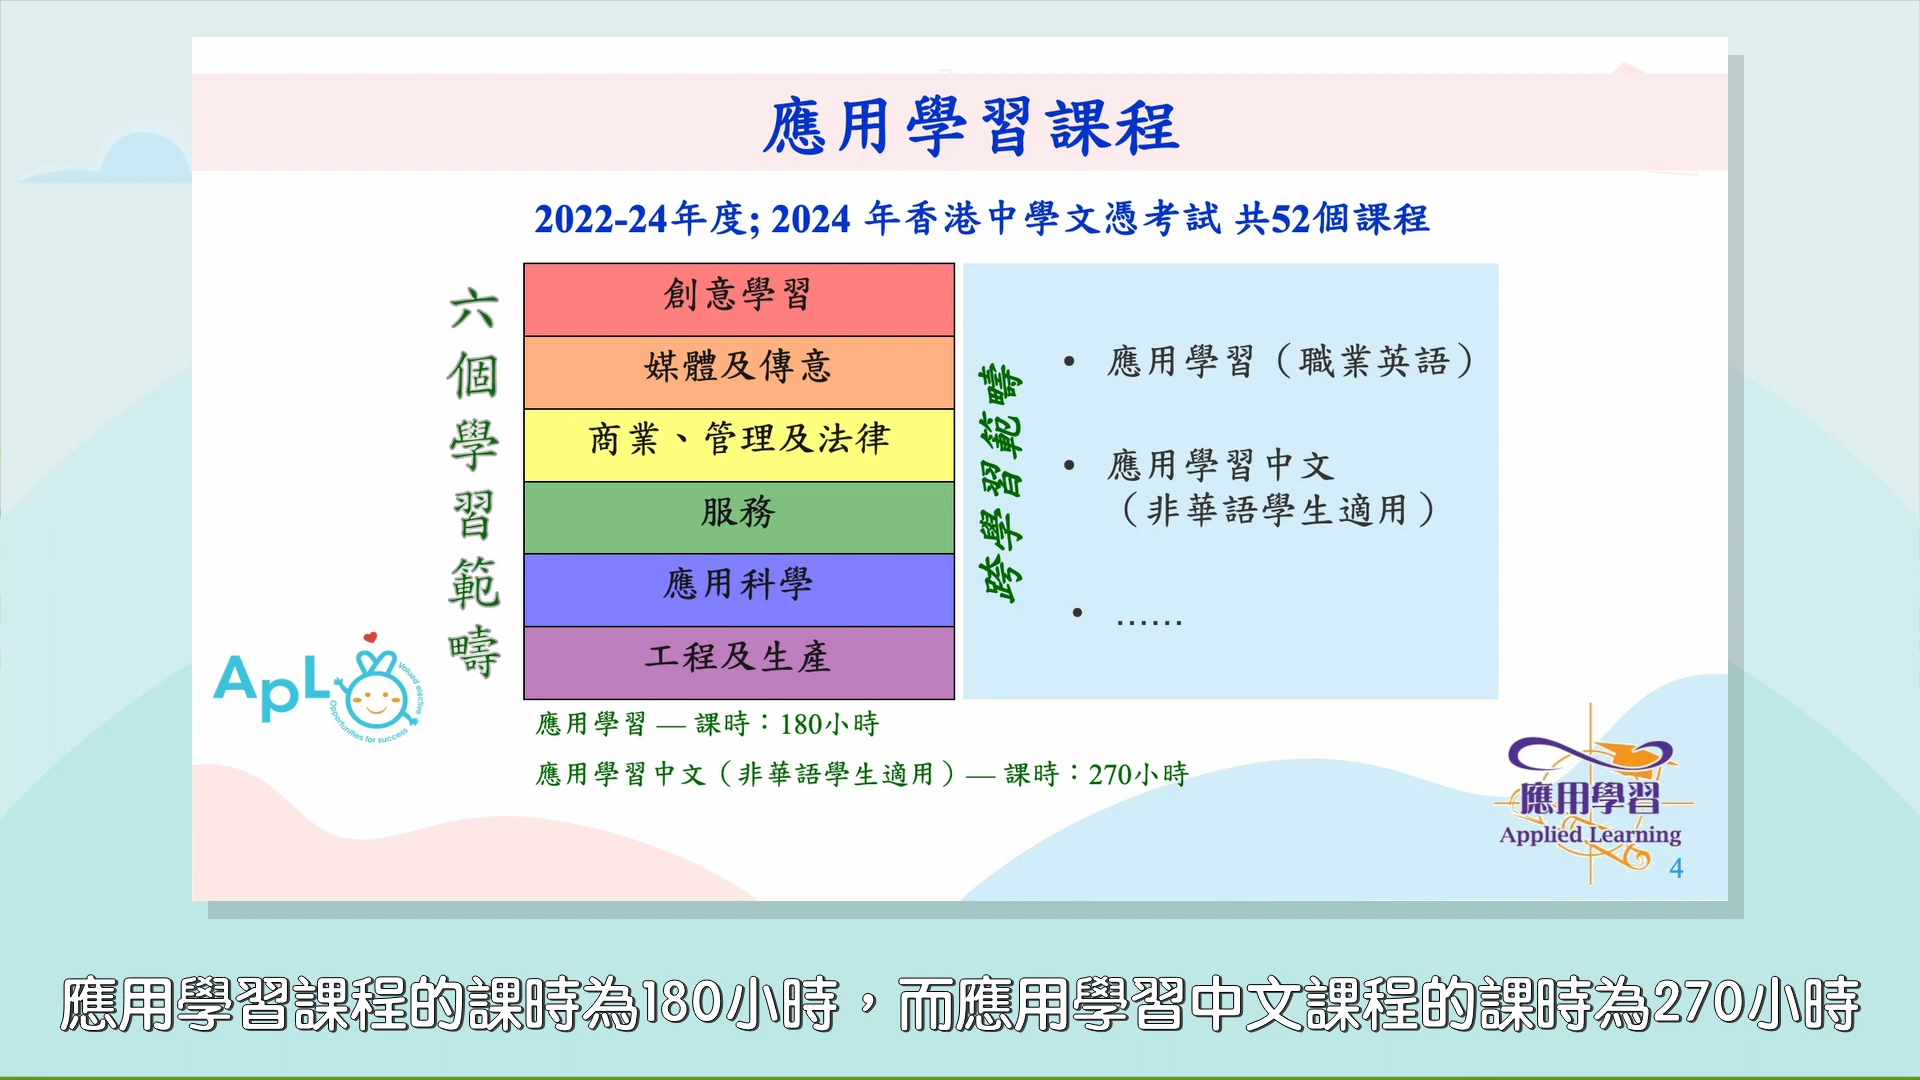 應用學習課程
2022-24年度; 2024 年香港中學文憑考試 共52個課程
六個學習範疇
創意學習
媒體及傳意
商業、管理及法律
服務
應用科學
工程及生產
跨學習範疇
• 應用學習（職業英語）
• 應用學習中文
（非華語學生適用）
• ......
應用學習 — 課時：180小時
應用學習中文（非華語學生適用）— 課時：270小時
ApL
Valued elective
Opportunities for success
應用學習
Applied Learning
4
應用學習課程的課時為180小時，而應用學習中文課程的課時為270小時